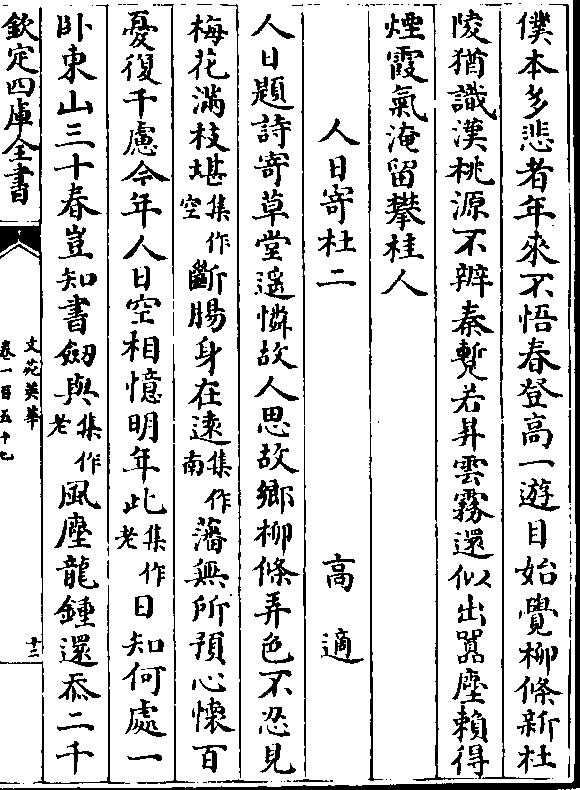 僕本多悲者年來不悟春登高一遊目始覺柳條新杜
陵猶識漢桃源不辨秦暫若昇雲霧還似出囂塵賴得
煙霞氣淹留攀桂人
人日寄杜二 高適
人日題詩寄草堂遥憐故人思故鄉柳條弄色不忍見
梅花滿枝堪集作空斷腸身在逺集作南藩無所預心懷百
憂復千慮今年人日空相憶明年此集作老日知何處一
卧東山三十春豈知書劒與集作老風塵龍鍾還忝二千
欽定四庫全書
文苑英華
卷一百五十七
十三